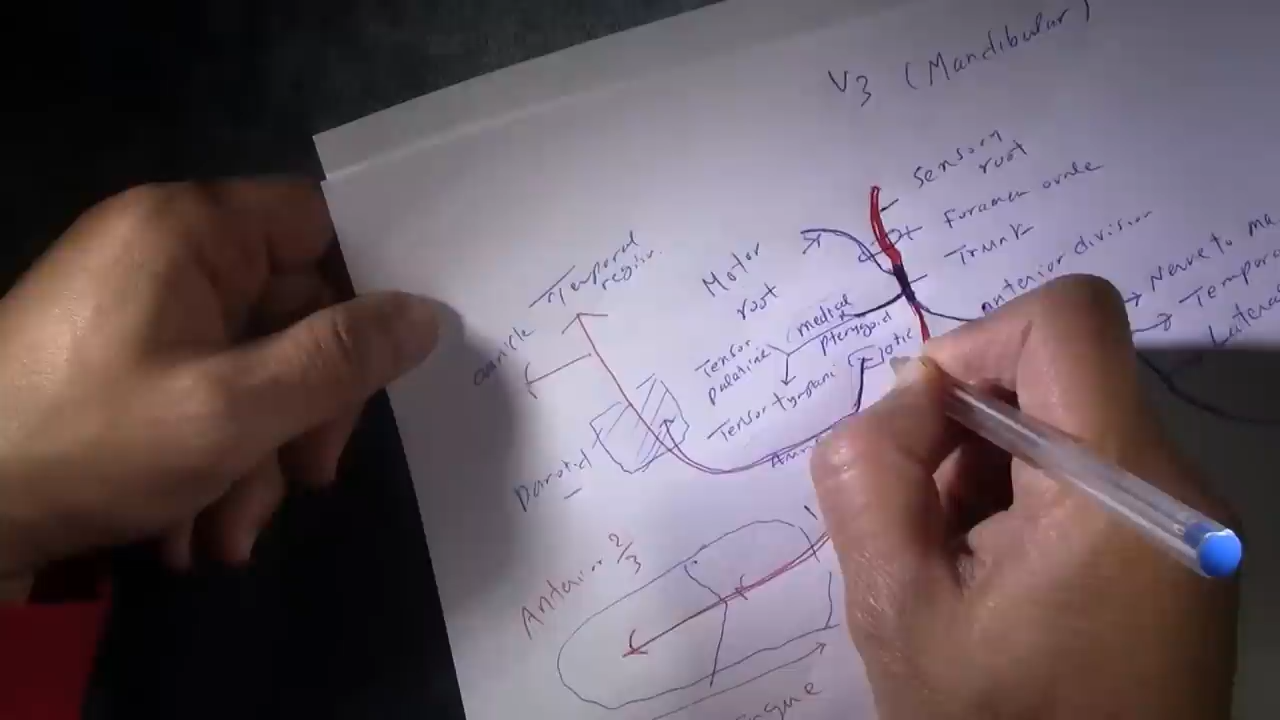 V3 (Mandibular)
Sensory
root
Foramen ovale
Trunk
Anterior division
Nerve to ma
Tempora
Latera
Motor
root
Temporal
region
auricle
Medial
pterygoid
Tensor
palatine
Tensor tympani
otic
Parotid
Anterior 2/3